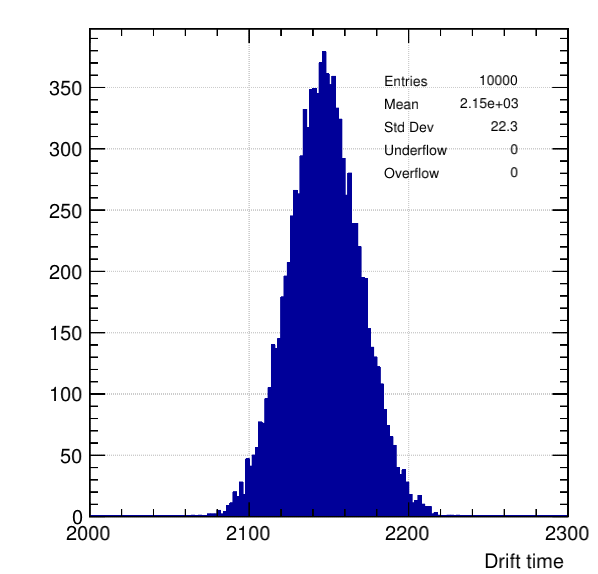 350
300
250
200
150
100
50
0
Entries 10000
Mean 2.15e+03
Std Dev 22.3
Underflow 0
Overflow 0
2000 2100 2200 2300
Drift time